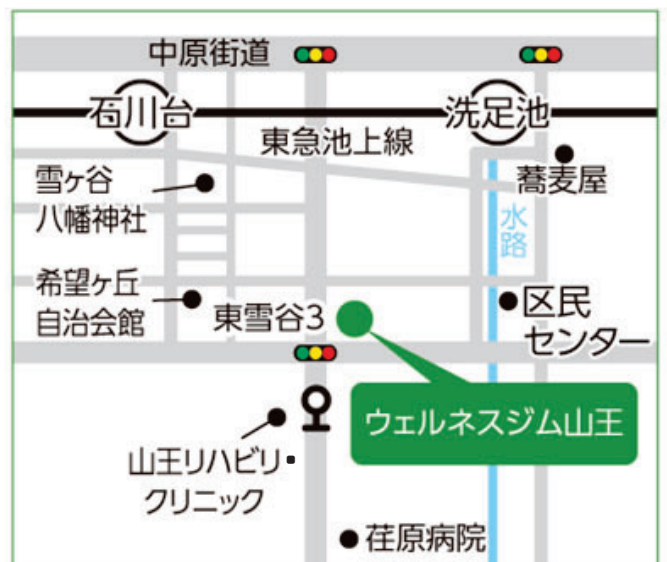 中原街道
石川台
洗足池
東急池上線
蕎麦屋
雪ヶ谷
八幡神社
水路
希望ヶ丘
自治会館
東雪谷3
区民
センター
ウェルネスジム山王
山王リハビリ・
クリニック
荏原病院